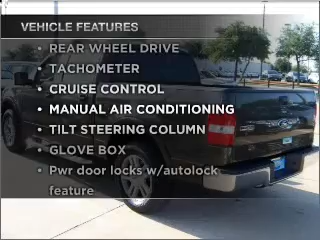 VEHICLE FEATURES
• REAR WHEEL DRIVE
• TACHOMETER
• CRUISE CONTROL
• MANUAL AIR CONDITIONING
• TILT STEERING COLUMN
• GLOVE BOX
• Pwr door locks w/autolock
feature